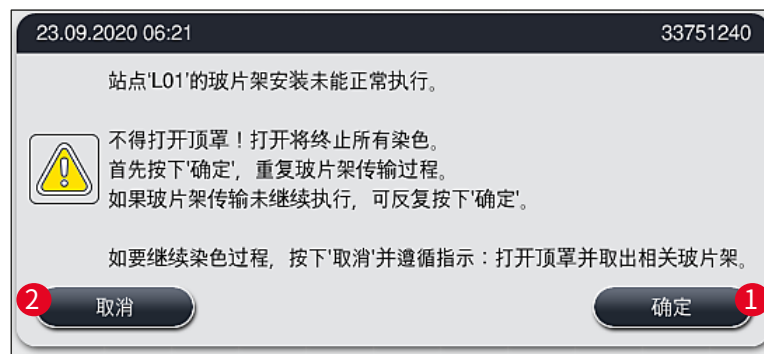 23.09.2020 06:21 33751240
站点'L01'的玻片架安装未能正常执行。
不得打开顶罩！打开将终止所有染色。
首先按下'确定'，重复玻片架传输过程。
如果玻片架传输未继续执行，可反复按下'确定'。
如要继续染色过程，按下'取消'并遵循指示：打开顶罩并取出相关玻片架。
2 取消 确定 1